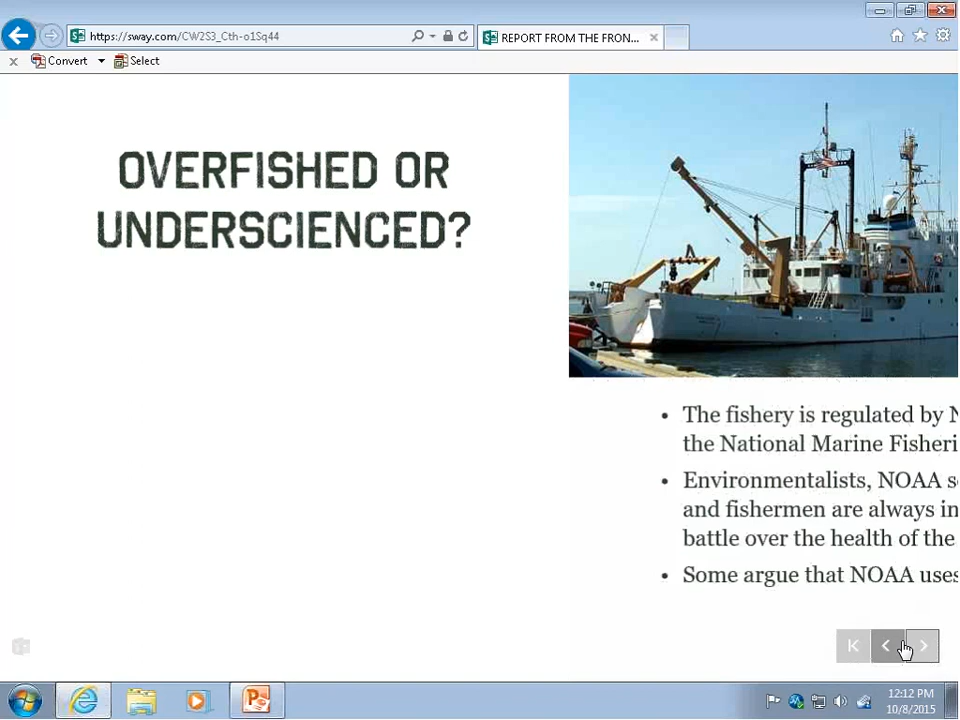 https://sway.com/CW2S3_Cth-o1Sq44
REPORT FROM THE FRON...
Convert
Select
OVERFISHED OR
UNDERSCIENCED?
• The fishery is regulated by N
the National Marine Fisheri
• Environmentalists, NOAA s
and fishermen are always in
battle over the health of the
• Some argue that NOAA uses
12:12 PM
10/8/2015